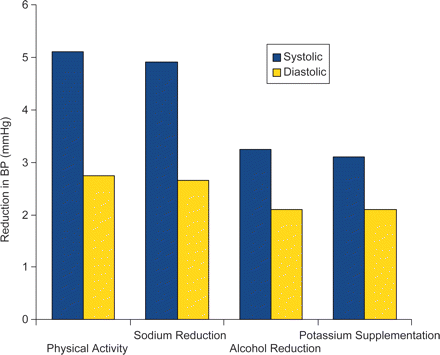 6
5
4
3
2
1
0
Reduction in BP (mmHg)
Systolic
Diastolic
Physical Activity
Sodium Reduction
Alcohol Reduction
Potassium Supplementation